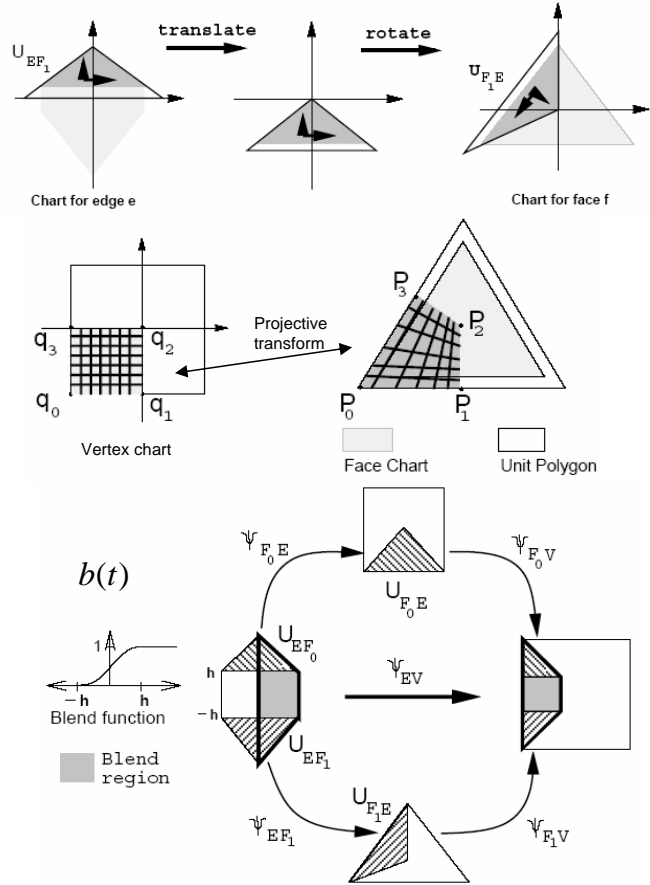 translate
rotate
U_EF₁
U_F₁E
Chart for edge e
Chart for face f
P₃
q₃ q₂
Projective
transform
P₂
q₀ q₁
P₀ P₁
Vertex chart
Face Chart
Unit Polygon
Ψ_F₀E
Ψ_F₀V
b(t)
U_F₀E
1
U_EF₀
h
Ψ_EV
-h h
-h
Blend function
U_EF₁
Blend
region
U_F₁E
Ψ_EF₁
Ψ_F₁V